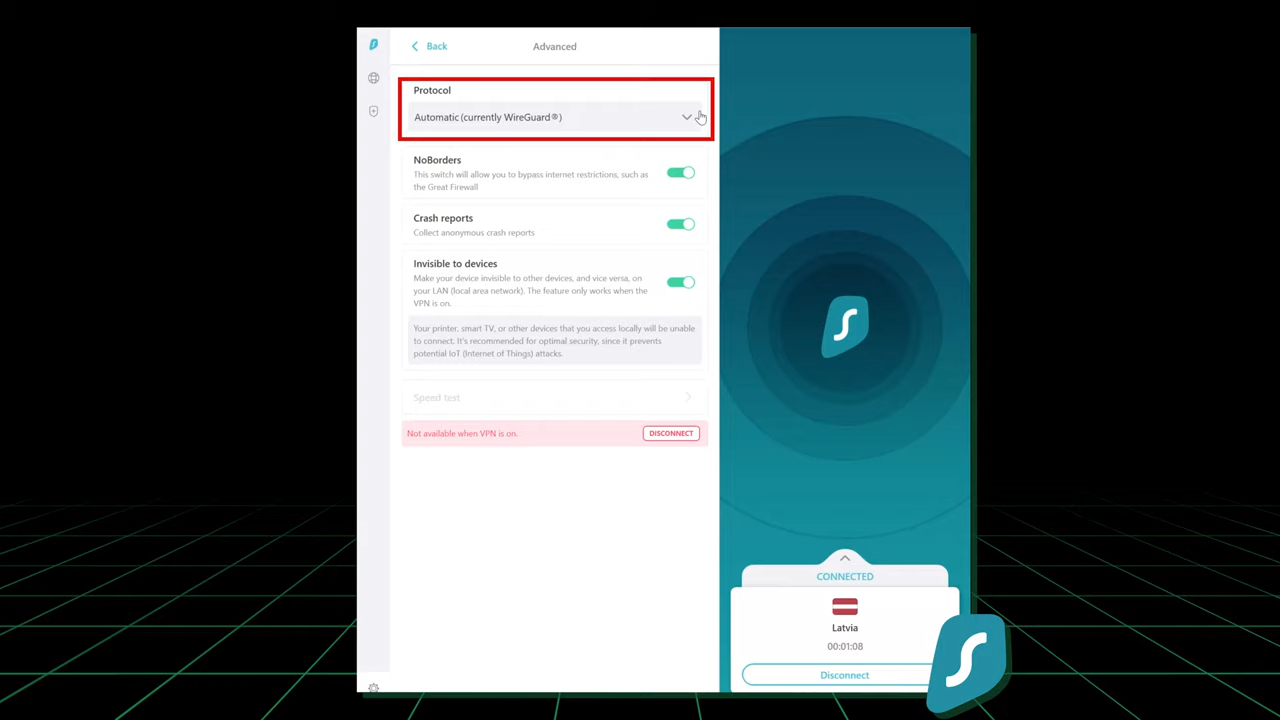 Back
Advanced
Protocol
Automatic (currently WireGuard®)
NoBorders
This switch will allow you to bypass internet restrictions, such as
the Great Firewall
Crash reports
Collect anonymous crash reports
Invisible to devices
Make your device invisible to other devices, and vice versa, on
your LAN (local area network). The feature only works when the
VPN is on.
Your printer, smart TV, or other devices that you access locally will be unable
to connect. It's recommended for optimal security, since it prevents
potential IoT (Internet of Things) attacks.
Speed test
Not available when VPN is on.
DISCONNECT
CONNECTED
Latvia
00:01:08
Disconnect